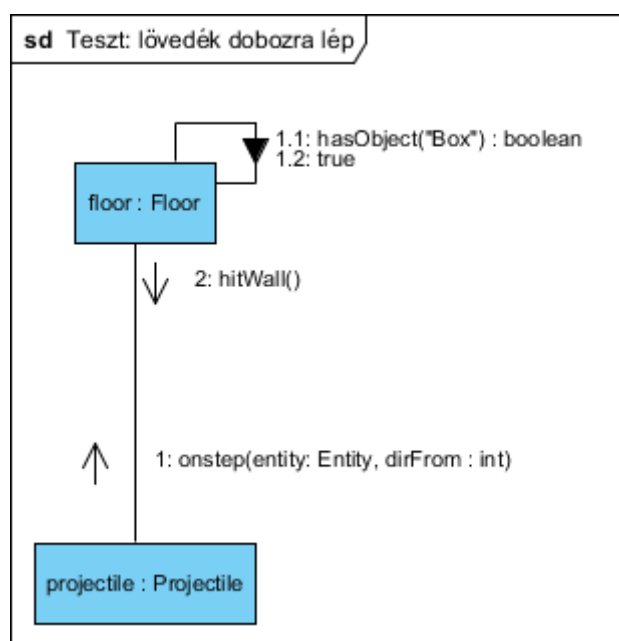 sd Teszt: lövedék dobozra lép
1.1: hasObject("Box") : boolean
1.2: true
floor : Floor
2: hitWall()
1: onstep(entity: Entity, dirFrom : int)
projectile : Projectile